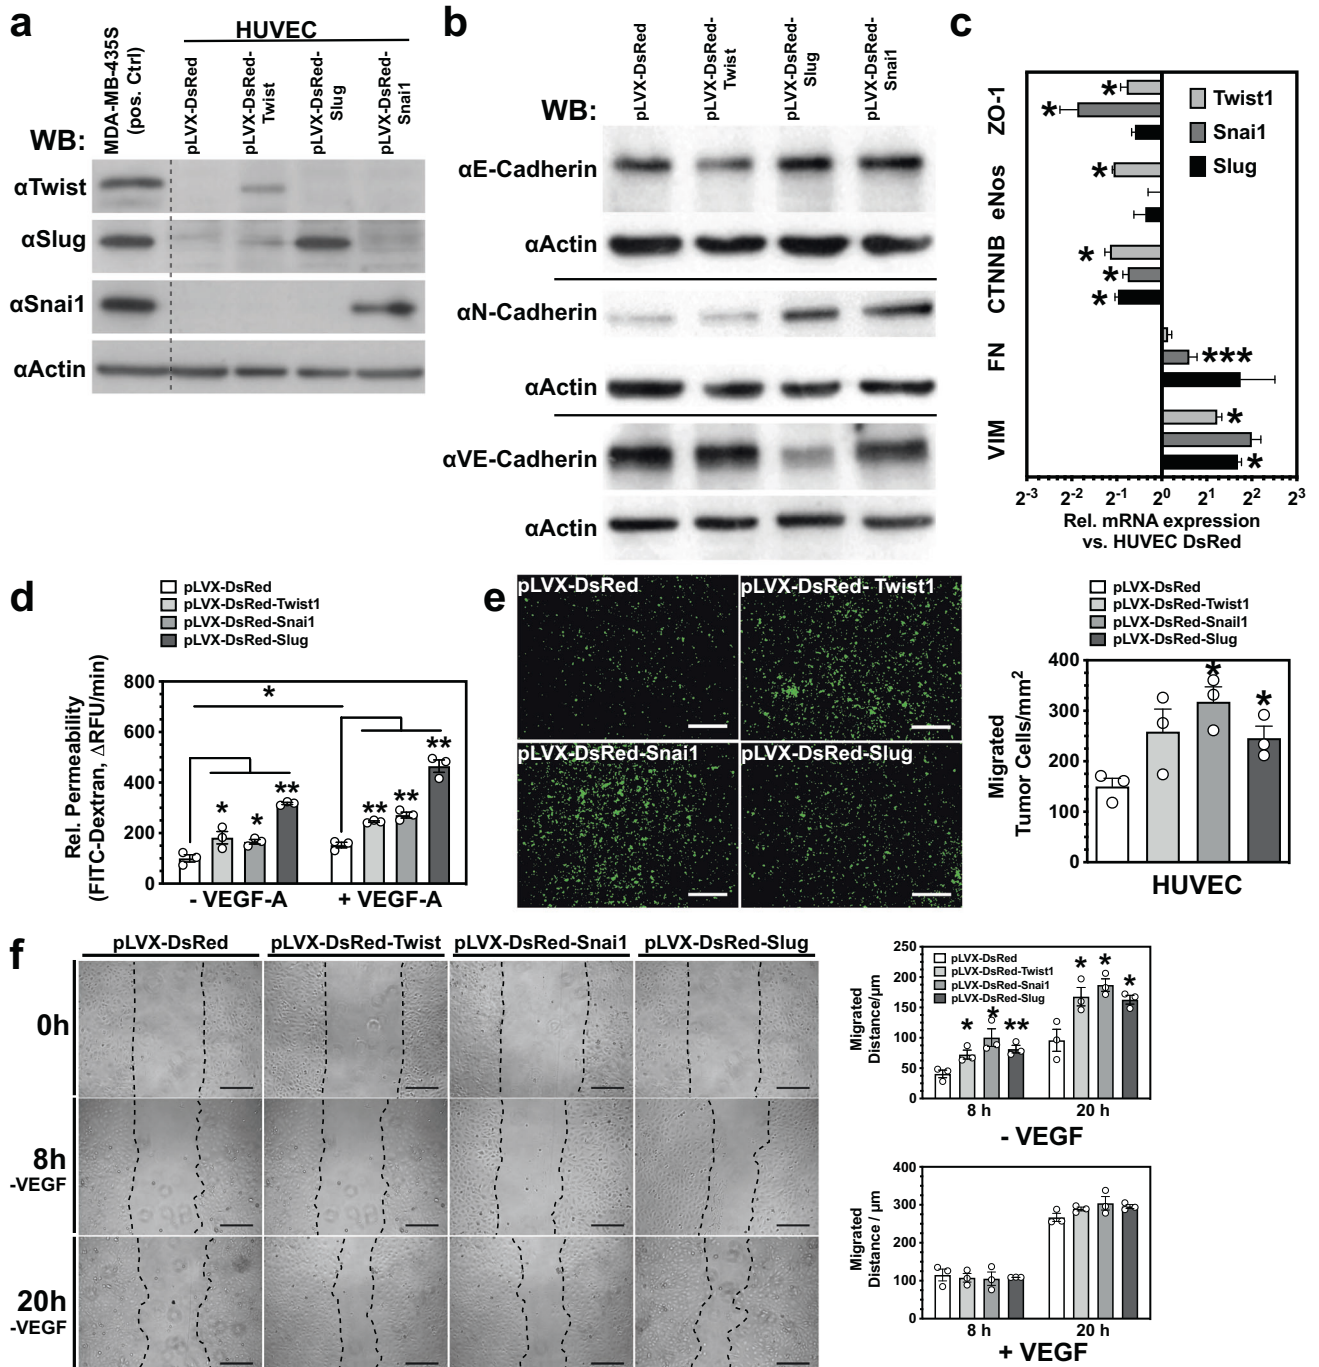 a
MDA-MB-435S
(pos. Ctrl)
HUVEC
pLVX-DsRed
pLVX-DsRed-
Twist
pLVX-DsRed-
Slug
pLVX-DsRed-
Snai1
WB:
αTwist
αSlug
αSnai1
αActin
b
pLVX-DsRed
pLVX-DsRed-
Twist
pLVX-DsRed-
Slug
pLVX-DsRed-
Snai1
WB:
αE-Cadherin
αActin
αN-Cadherin
αActin
αVE-Cadherin
αActin
c
Twist1
Snai1
Slug
ZO-1
*
*
eNos
*
CTNNB
*
*
*
FN
***
VIM
*
*
2-3 2-2 2-1 20 21 22 23
Rel. mRNA expression
vs. HUVEC DsRed
d
pLVX-DsRed
pLVX-DsRed-Twist1
pLVX-DsRed-Snai1
pLVX-DsRed-Slug
Rel. Permeability
(FITC-Dextran, ΔRFU/min)
800
600
400
200
0
*
* * **
** ** **
- VEGF-A + VEGF-A
e
pLVX-DsRed
pLVX-DsRed- Twist1
pLVX-DsRed-Snai1
pLVX-DsRed-Slug
pLVX-DsRed
pLVX-DsRed-Twist1
pLVX-DsRed-Snail1
pLVX-DsRed-Slug
Migrated
Tumor Cells/mm2
400
300
200
100
0
* *
HUVEC
f
pLVX-DsRed
pLVX-DsRed-Twist
pLVX-DsRed-Snai1
pLVX-DsRed-Slug
0h
8h
-VEGF
20h
-VEGF
Migrated
Distance/µm
250
200
150
100
50
0
pLVX-DsRed
pLVX-DsRed-Twist1
pLVX-DsRed-Snai1
pLVX-DsRed-Slug
* * **
* * *
8 h 20 h
- VEGF
Migrated
Distance / µm
400
300
200
100
0
8 h 20 h
+ VEGF